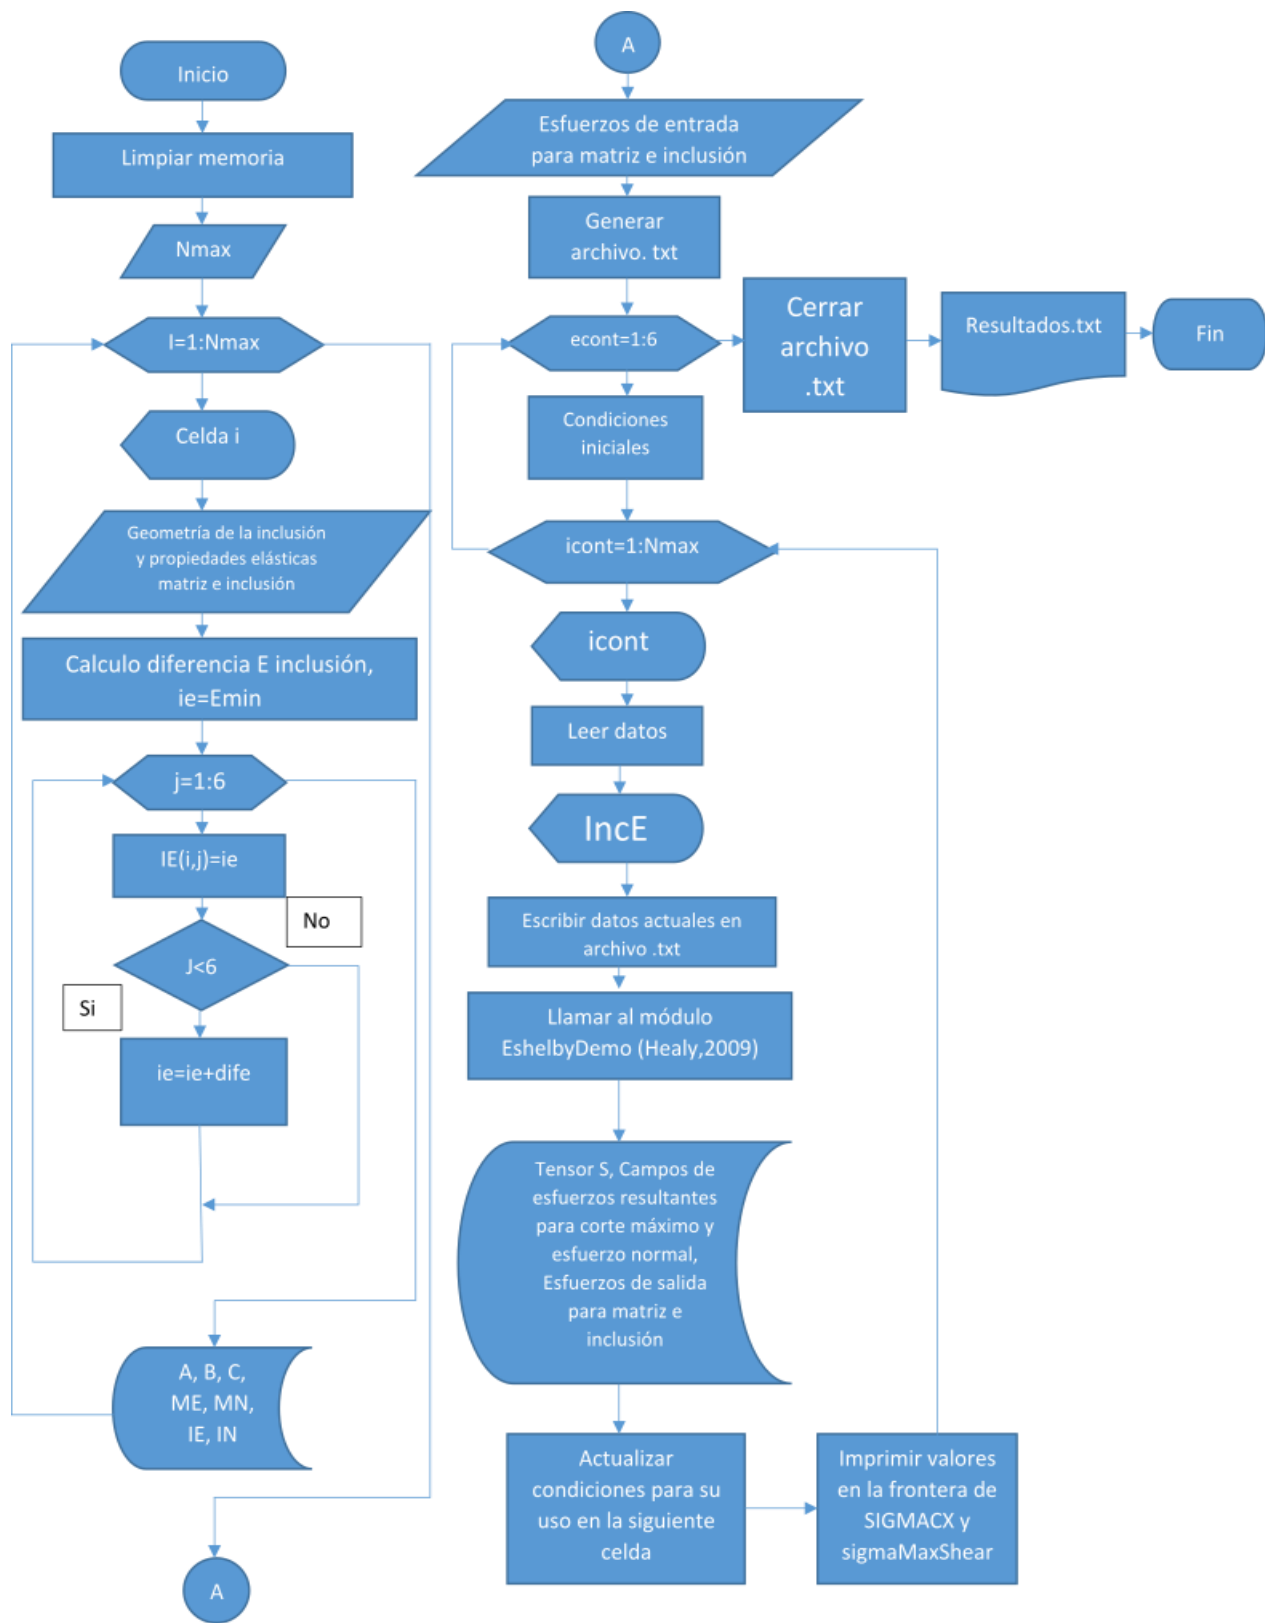 Inicio
Limpiar memoria
Nmax
I=1:Nmax
Celda i
Geometría de la inclusión
y propiedades elásticas
matriz e inclusión
Calculo diferencia E inclusión,
ie=Emin
j=1:6
IE(i,j)=ie
No
J<6
Si
ie=ie+dife
A, B, C,
ME, MN,
IE, IN
A
A
Esfuerzos de entrada
para matriz e inclusión
Generar
archivo. txt
econt=1:6
Cerrar
archivo
.txt
Resultados.txt
Fin
Condiciones
iniciales
icont=1:Nmax
icont
Leer datos
IncE
Escribir datos actuales en
archivo .txt
Llamar al módulo
EshelbyDemo (Healy,2009)
Tensor S, Campos de
esfuerzos resultantes
para corte máximo y
esfuerzo normal,
Esfuerzos de salida
para matriz e
inclusión
Actualizar
condiciones para su
uso en la siguiente
celda
Imprimir valores
en la frontera de
SIGMACX y
sigmaMaxShear